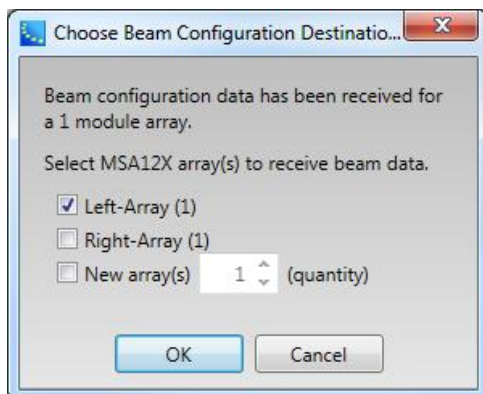 Choose Beam Configuration Destinatio...
Beam configuration data has been received for
a 1 module array.
Select MSA12X array(s) to receive beam data.
Left-Array (1)
Right-Array (1)
New array(s) 1 (quantity)
OK Cancel